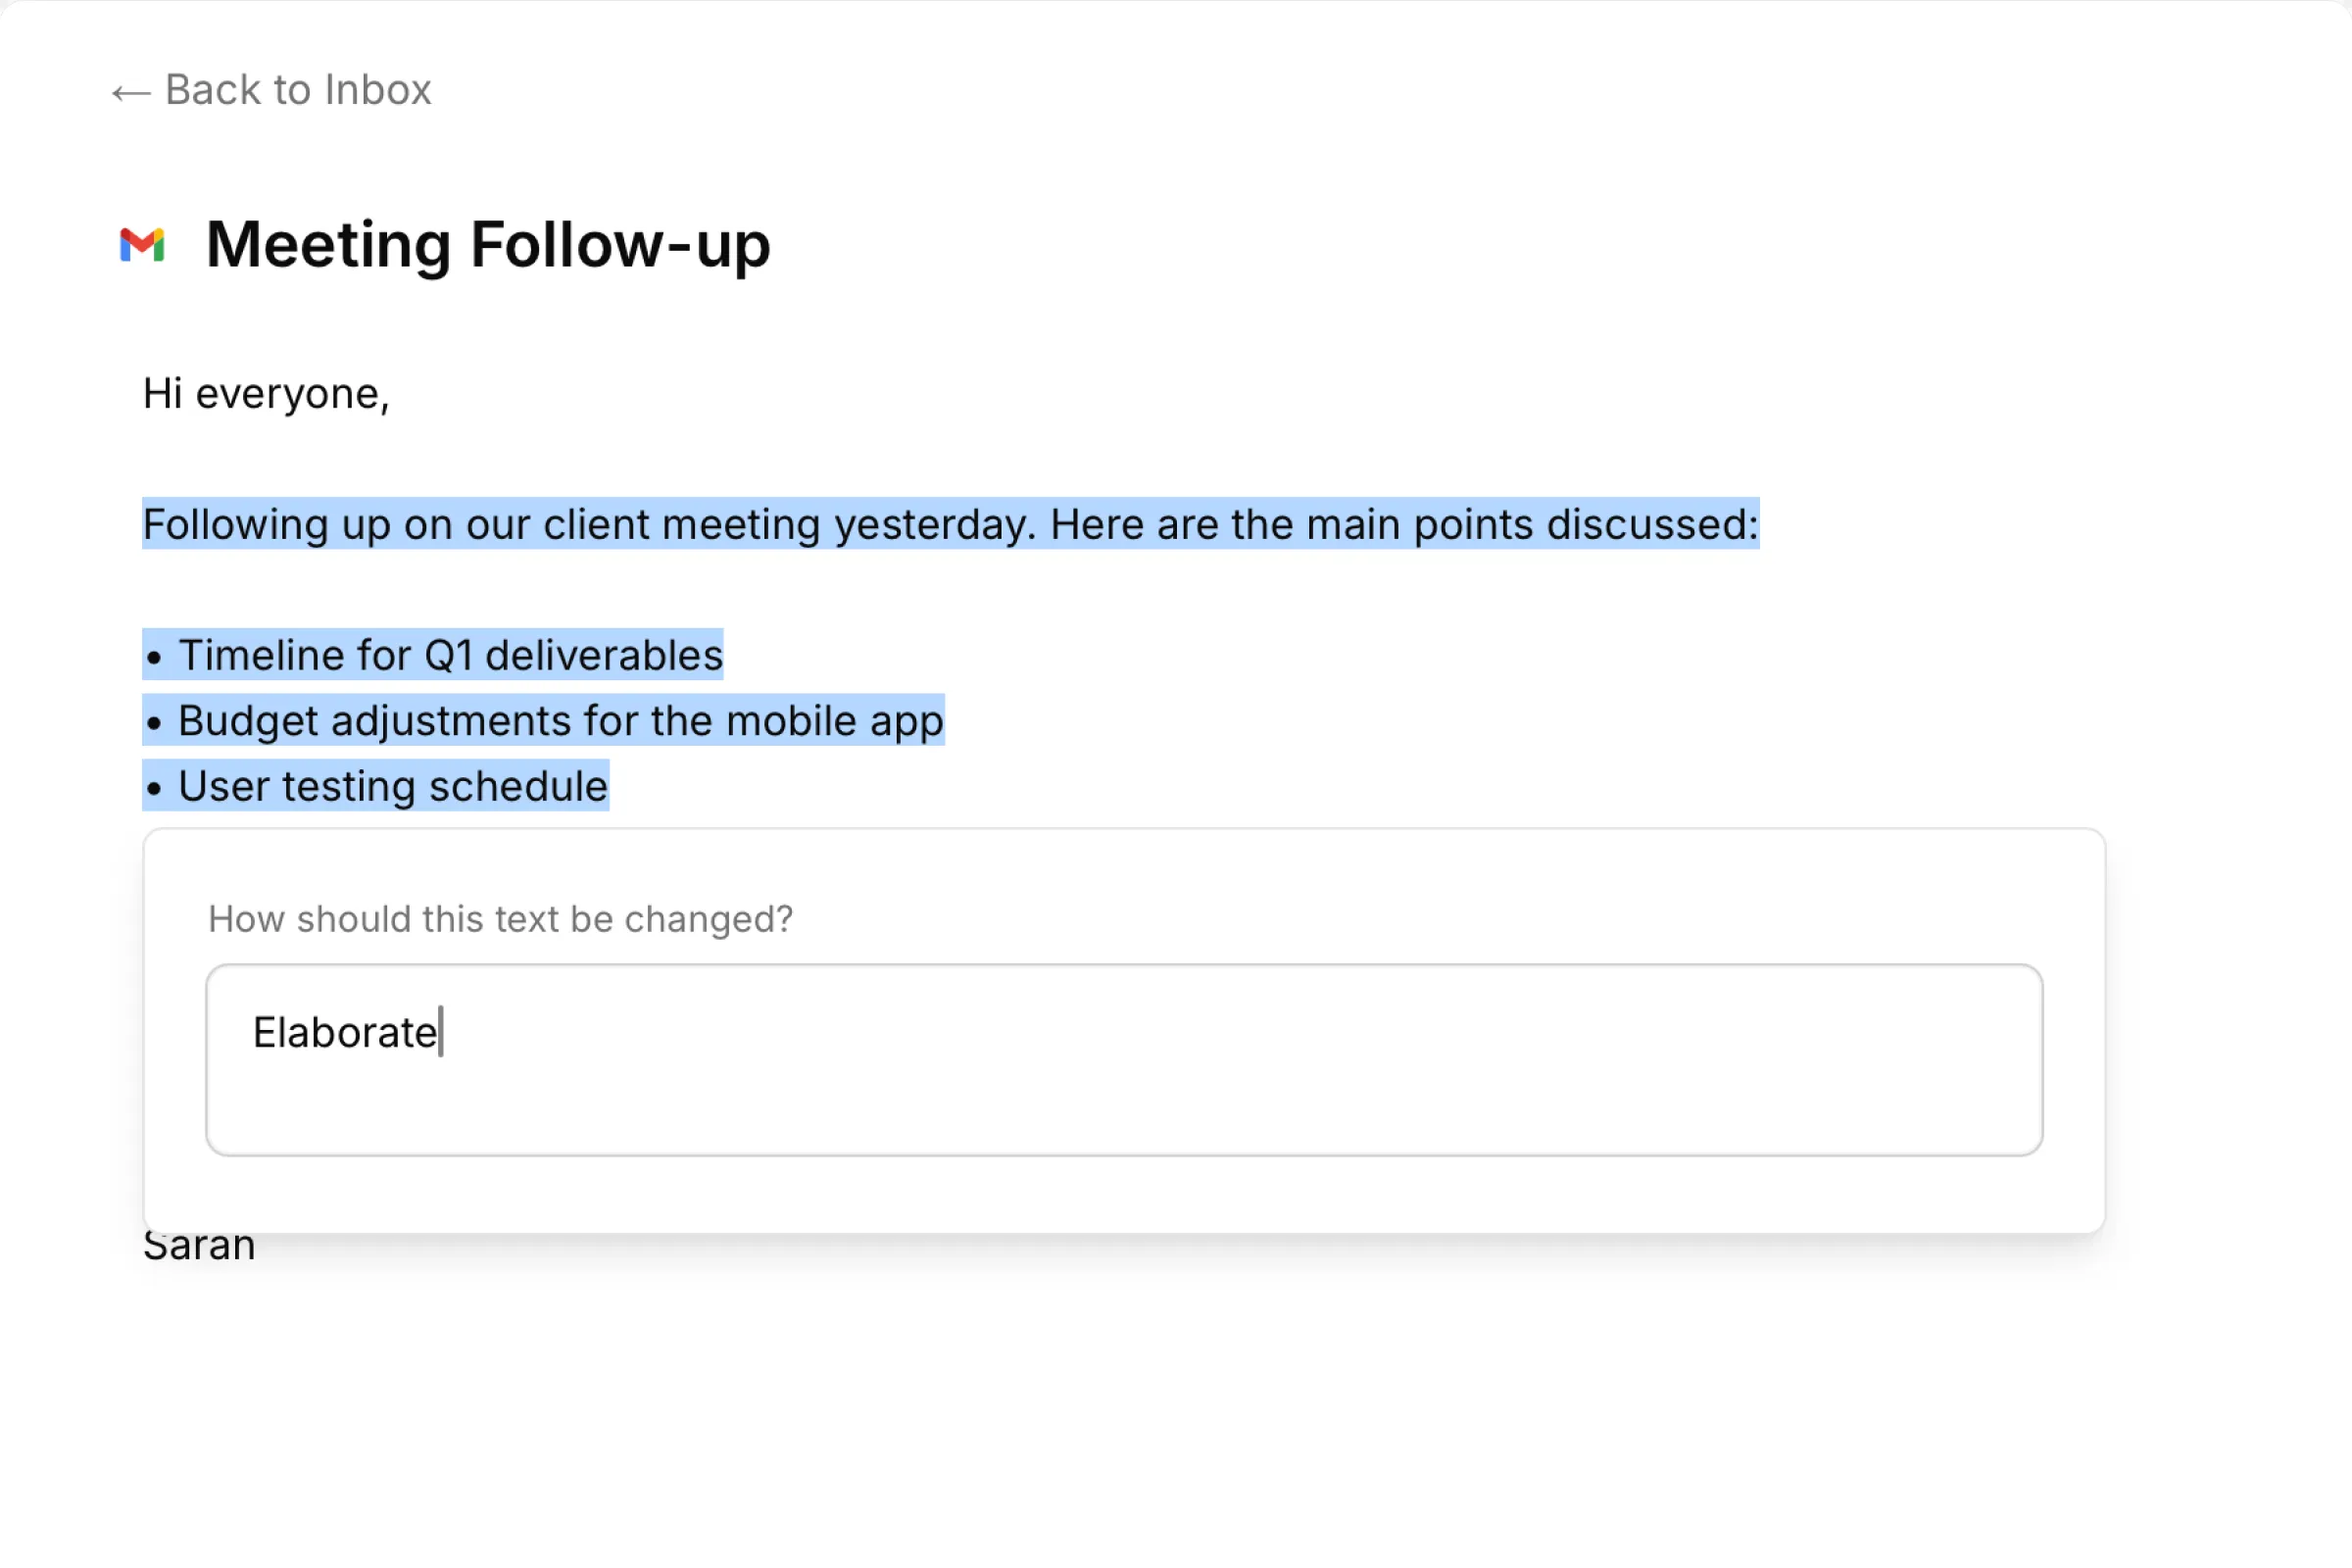 ← Back to Inbox
Meeting Follow-up
Hi everyone,
Following up on our client meeting yesterday. Here are the main points discussed:
• Timeline for Q1 deliverables
• Budget adjustments for the mobile app
• User testing schedule
How should this text be changed?
Elaborate